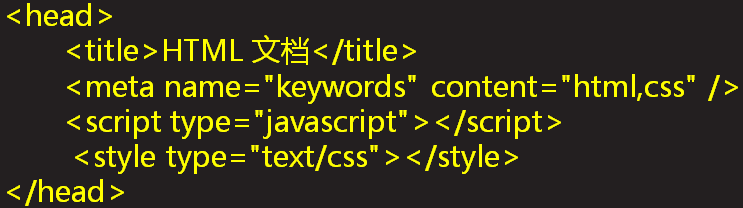 <head>
<title>HTML 文档</title>
<meta name="keywords" content="html,css" />
<script type="javascript"></script>
<style type="text/css"></style>
</head>